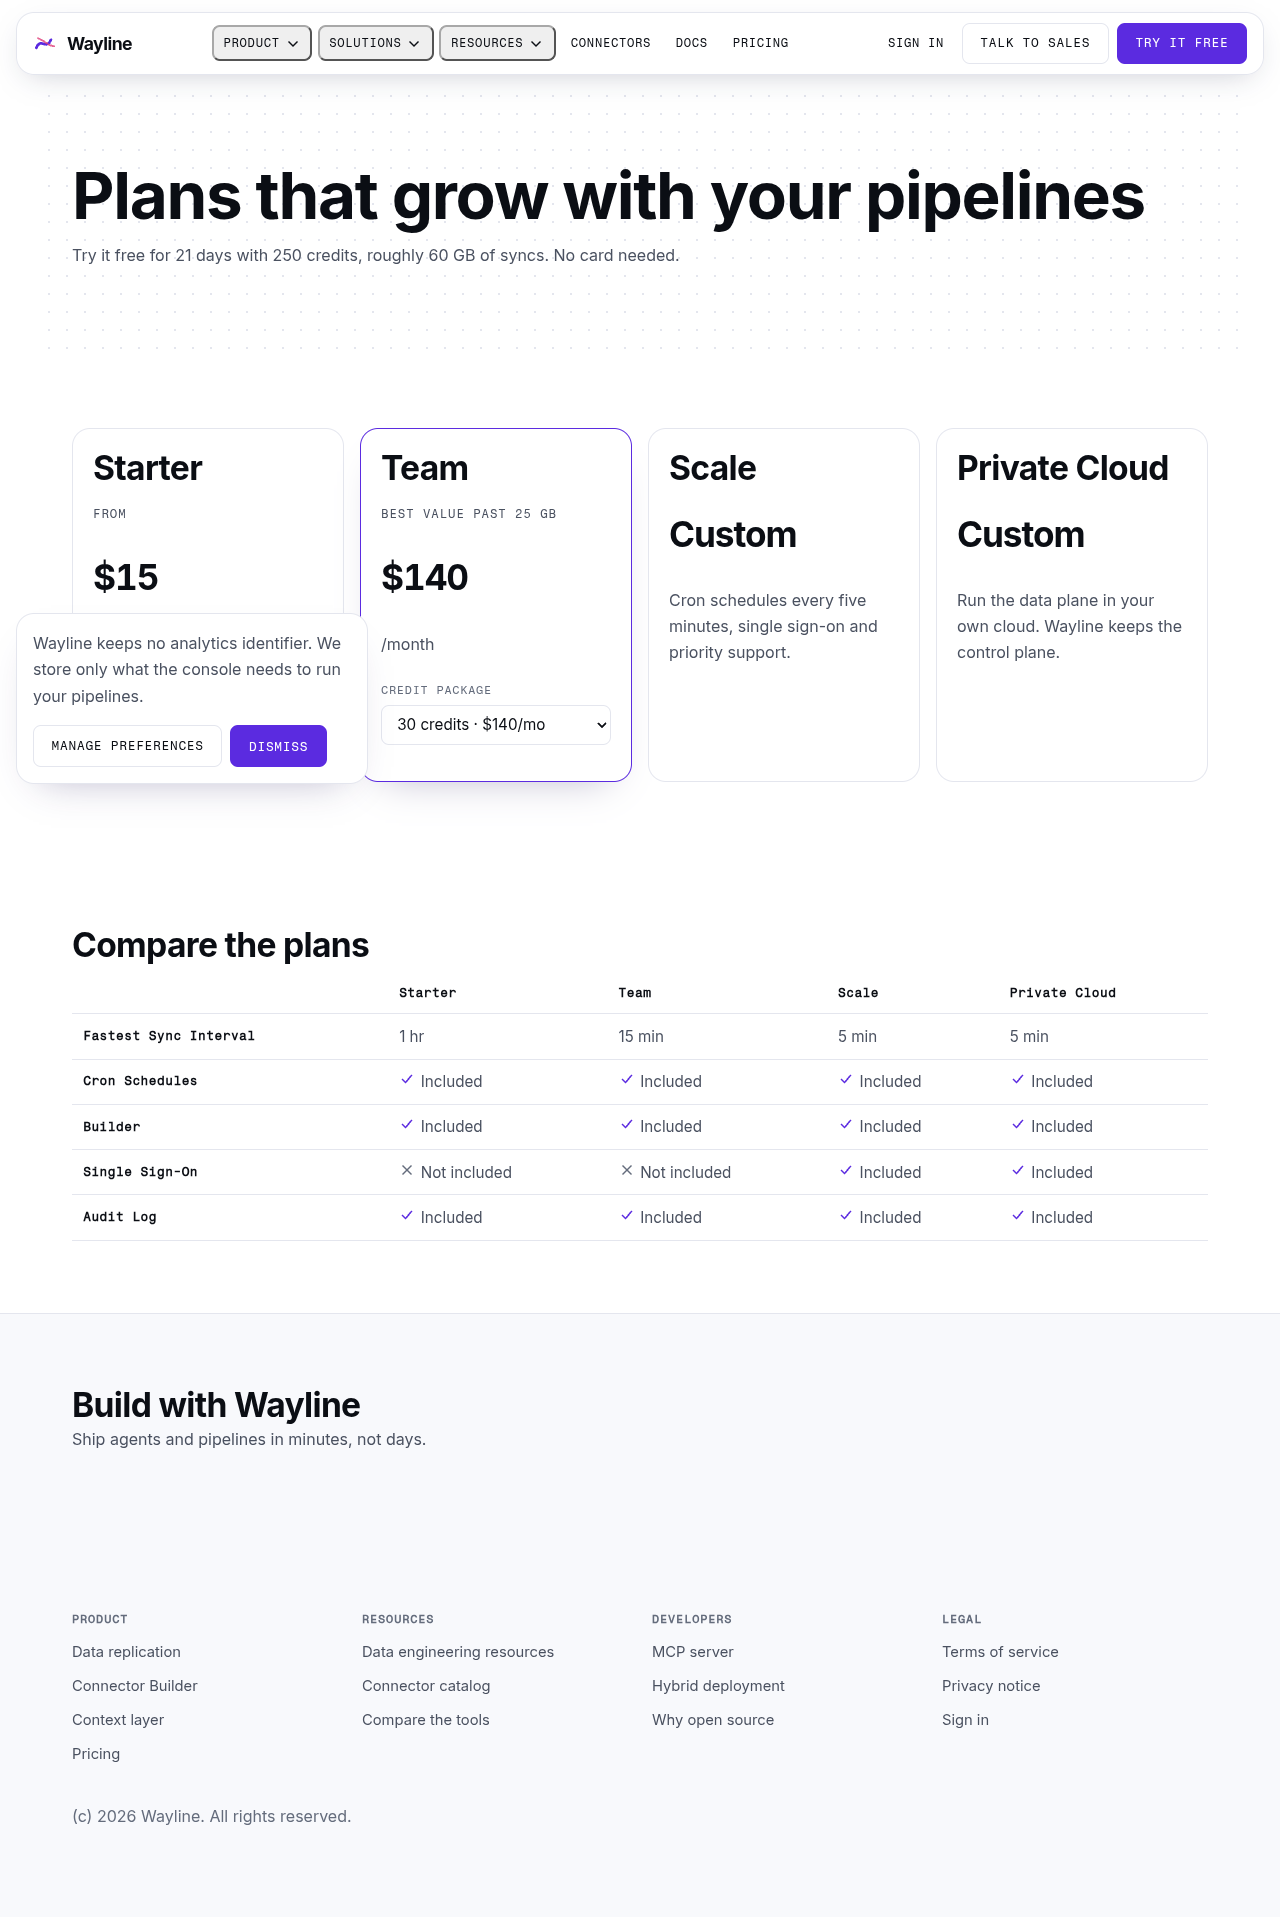 Wayline
PRODUCT
SOLUTIONS
RESOURCES
CONNECTORS
DOCS
PRICING
SIGN IN
TALK TO SALES
TRY IT FREE
Plans that grow with your pipelines
Try it free for 21 days with 250 credits, roughly 60 GB of syncs. No card needed.
Starter
FROM
$15
Team
BEST VALUE PAST 25 GB
$140
/month
CREDIT PACKAGE
30 credits · $140/mo
Scale
Custom
Cron schedules every five
minutes, single sign-on and
priority support.
Private Cloud
Custom
Run the data plane in your
own cloud. Wayline keeps the
control plane.
Wayline keeps no analytics identifier. We
store only what the console needs to run
your pipelines.
MANAGE PREFERENCES
DISMISS
Compare the plans
Starter Team Scale Private Cloud
Fastest Sync Interval 1 hr 15 min 5 min 5 min
Cron Schedules Included Included Included Included
Builder Included Included Included Included
Single Sign-On Not included Not included Included Included
Audit Log Included Included Included Included
Build with Wayline
Ship agents and pipelines in minutes, not days.
PRODUCT
Data replication
Connector Builder
Context layer
Pricing
RESOURCES
Data engineering resources
Connector catalog
Compare the tools
DEVELOPERS
MCP server
Hybrid deployment
Why open source
LEGAL
Terms of service
Privacy notice
Sign in
(c) 2026 Wayline. All rights reserved.